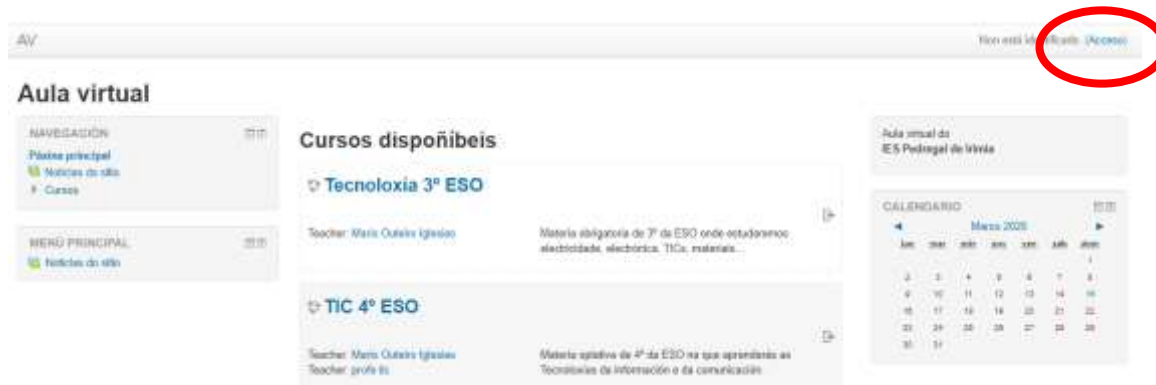 AV
Non está identificado. (Acceso)
Aula virtual
NAVEGACIÓN
Páxina principal
Noticias do sitio
Cursos
MENÚ PRINCIPAL
Noticias do sitio
Cursos dispoñíbeis
Tecnoloxía 3º ESO
Teacher: María Outeiro Iglesias
Materia obrigatoria de 3º da ESO onde estudaremos
electricidade, electrónica, TICs, materiais...
TIC 4º ESO
Teacher: María Outeiro Iglesias
Teacher: profe tic
Materia optativa de 4º da ESO na que aprenderás as
Tecnoloxías da información e da comunicación
Aula virtual do
IES Pedregal de Irimia
CALENDARIO
Marzo 2020
lun mar mér xov ven sáb dom
1
2 3 4 5 6 7 8
9 10 11 12 13 14 15
16 17 18 19 20 21 22
23 24 25 26 27 28 29
30 31